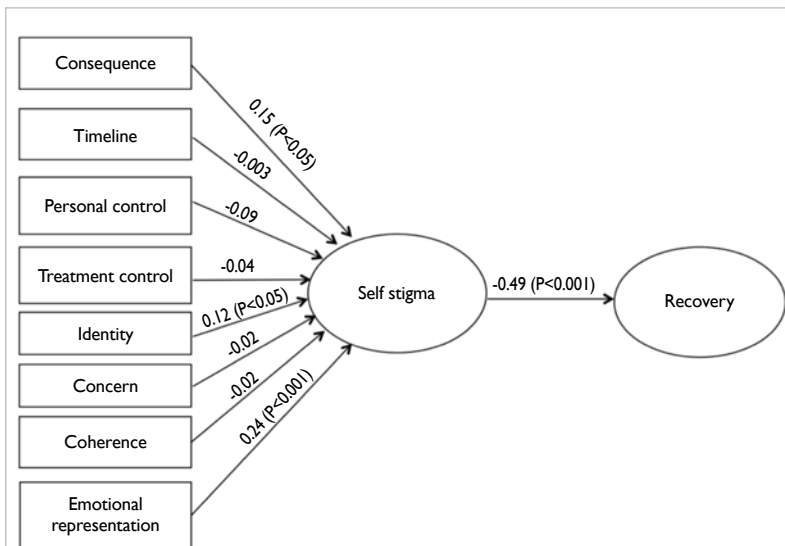 Consequence
0.15 (P<0.05)
Timeline
-0.003
Personal control
-0.09
Treatment control
-0.04
Self stigma
-0.49 (P<0.001)
Recovery
Identity
0.12 (P<0.05)
Concern
-0.02
Coherence
-0.02
Emotional
representation
0.24 (P<0.001)